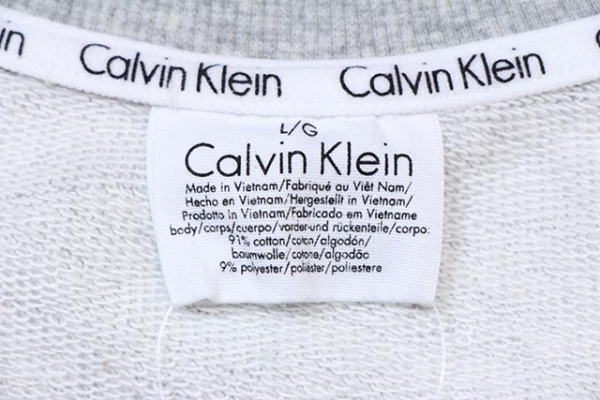 in Calvin Klein Calvin Klein
L/G
Calvin Klein
Made in Vietnam/Fabriqué au Viêt Nam/
Hecho en Vietnam/Hergestellt in Vietnam/
Prodotto in Vietnam/Fabricado em Vietname
body/corps/cuerpo/vorder-und rückenteile/corpo:
91% cotton/coton/algodón/
baumwolle/cotone/algodão
9% polyester/poliéster/poliestere